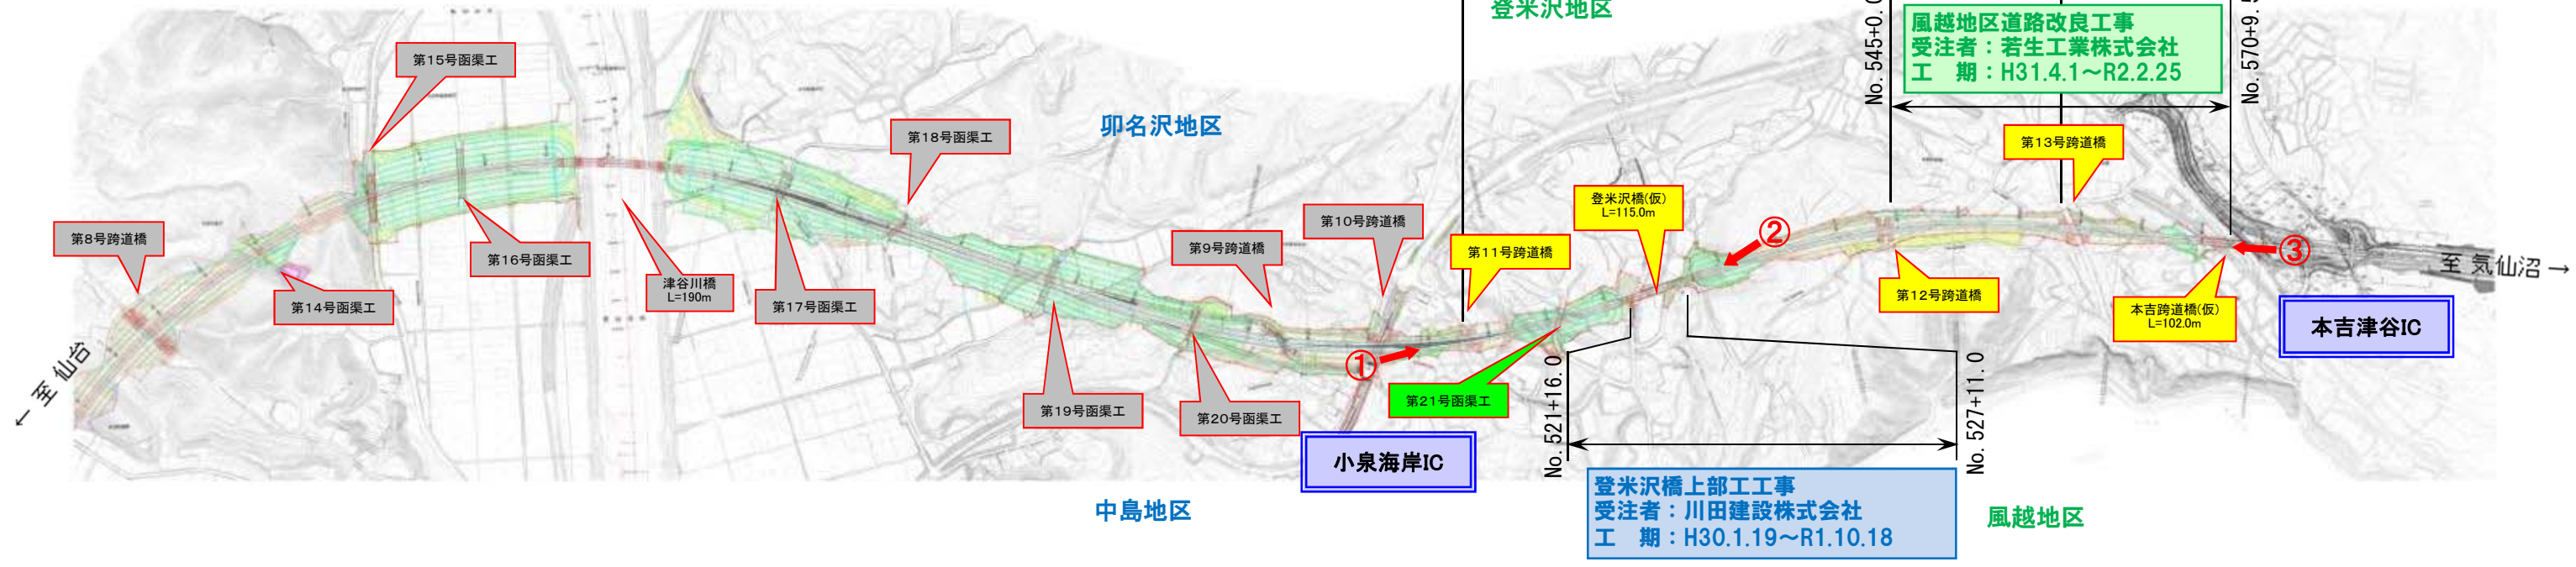 登米沢地区
風越地区道路改良工事
受注者：若生工業株式会社
工　期：H31.4.1～R2.2.25
No. 545+0.
No. 570+9.
第15号函渠工
第18号函渠工
卯名沢地区
第13号跨道橋
第8号跨道橋
第14号函渠工
第16号函渠工
津谷川橋
L=190m
第17号函渠工
第9号跨道橋
第10号跨道橋
第11号跨道橋
登米沢橋(仮)
L=115.0m
②
第12号跨道橋
本吉跨道橋(仮)
L=102.0m
③
至 気仙沼 →
本吉津谷IC
← 至 仙台
第19号函渠工
第20号函渠工
①
第21号函渠工
小泉海岸IC
No. 521+16.0
No. 527+11.0
中島地区
登米沢橋上部工工事
受注者：川田建設株式会社
工　期：H30.1.19～R1.10.18
風越地区